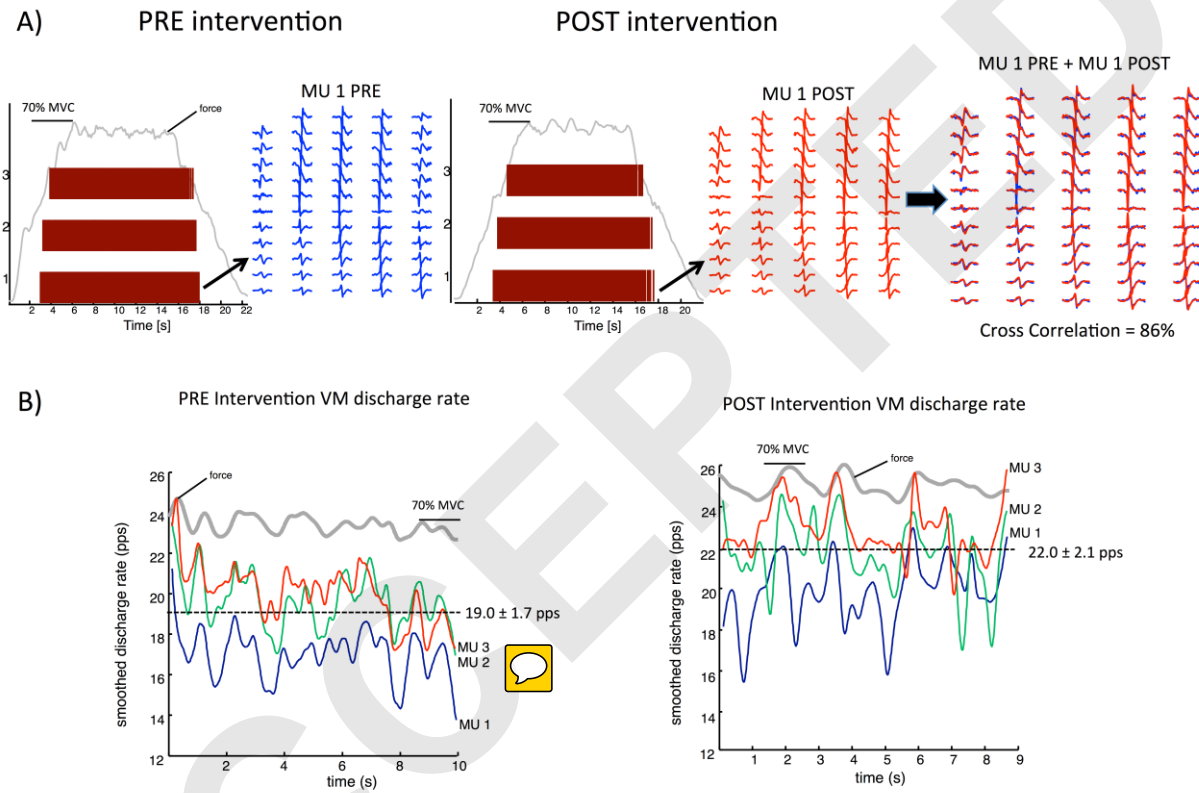 A)
PRE intervention
POST intervention
MU 1 PRE + MU 1 POST
MU 1 PRE
MU 1 POST
70% MVC
force
70% MVC
3
2
1
3
2
1
2 4 6 8 10 12 14 16 18 20 22
Time [s]
2 4 6 8 10 12 14 16 18 20
Time [s]
Cross Correlation = 86%
B)
PRE Intervention VM discharge rate
POST Intervention VM discharge rate
smoothed discharge rate (pps)
26
24
22
20
18
16
14
12
force
70% MVC
19.0 ± 1.7 pps
MU 3
MU 2
MU 1
2 4 6 8 10
time (s)
smoothed discharge rate (pps)
26
24
22
20
18
16
14
12
70% MVC
force
MU 3
MU 2
MU 1
22.0 ± 2.1 pps
1 2 3 4 5 6 7 8 9
time (s)
CCEPTED